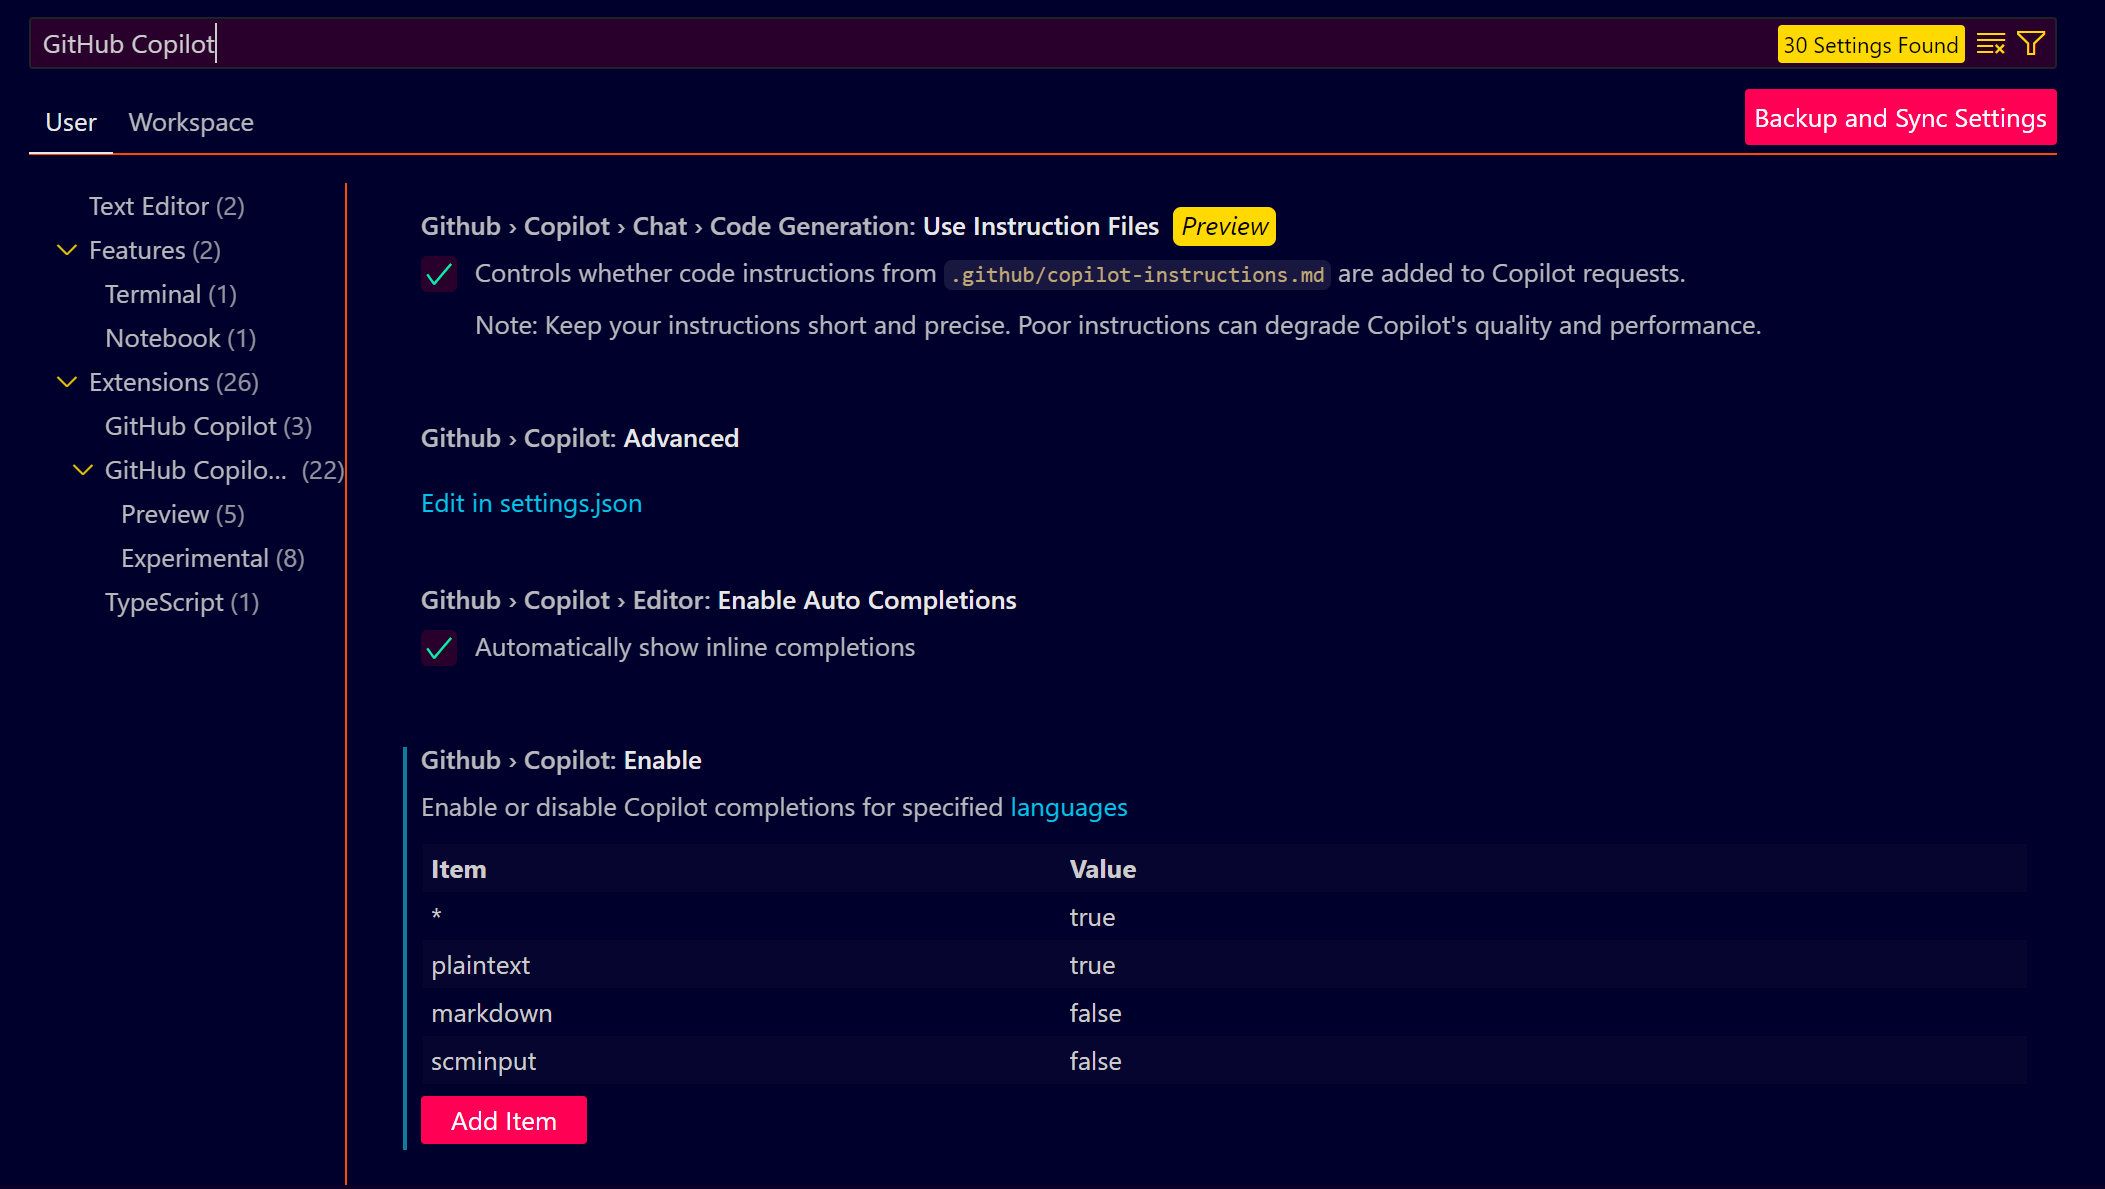 GitHub Copilot
30 Settings Found
User Workspace
Backup and Sync Settings
Text Editor (2)
Features (2)
Terminal (1)
Notebook (1)
Extensions (26)
GitHub Copilot (3)
GitHub Copilo... (22)
Preview (5)
Experimental (8)
TypeScript (1)
Github › Copilot › Chat › Code Generation: Use Instruction Files Preview
Controls whether code instructions from .github/copilot-instructions.md are added to Copilot requests.
Note: Keep your instructions short and precise. Poor instructions can degrade Copilot's quality and performance.
Github › Copilot: Advanced
Edit in settings.json
Github › Copilot › Editor: Enable Auto Completions
Automatically show inline completions
Github › Copilot: Enable
Enable or disable Copilot completions for specified languages
Item Value
* true
plaintext true
markdown false
scminput false
Add Item